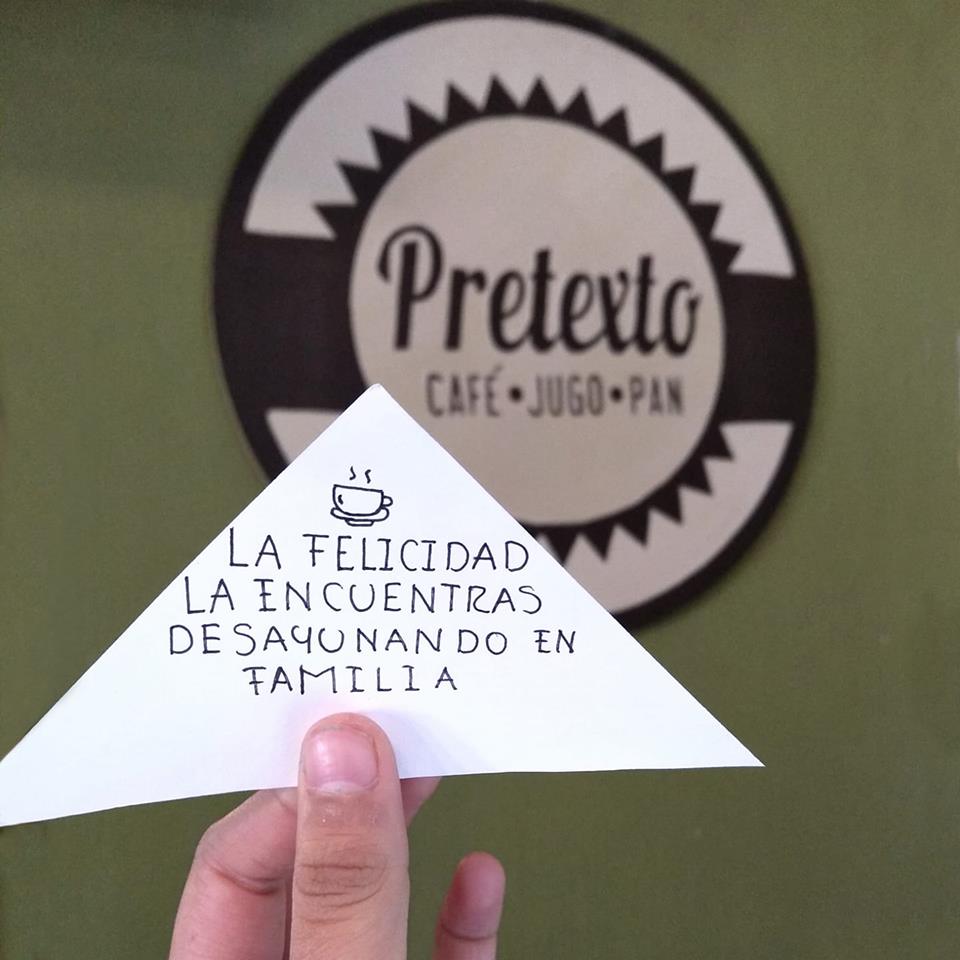 Pretexto
CAFÉ•JUGO•PAN
LA FELICIDAD
LA ENCUENTRAS
DESAYUNANDO EN
FAMILIA